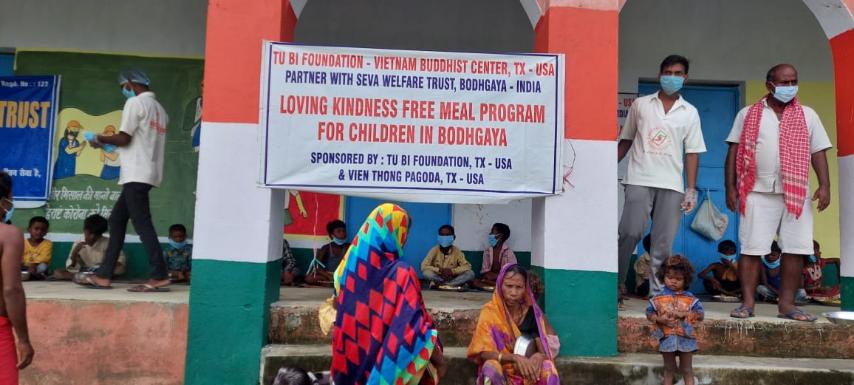 TU BI FOUNDATION - VIETNAM BUDDHIST CENTER, TX - USA
PARTNER WITH SEVA WELFARE TRUST, BODHGAYA - INDIA
LOVING KINDNESS FREE MEAL PROGRAM
FOR CHILDREN IN BODHGAYA
SPONSORED BY : TU BI FOUNDATION, TX - USA
& VIEN THONG PAGODA, TX - USA
TRUST